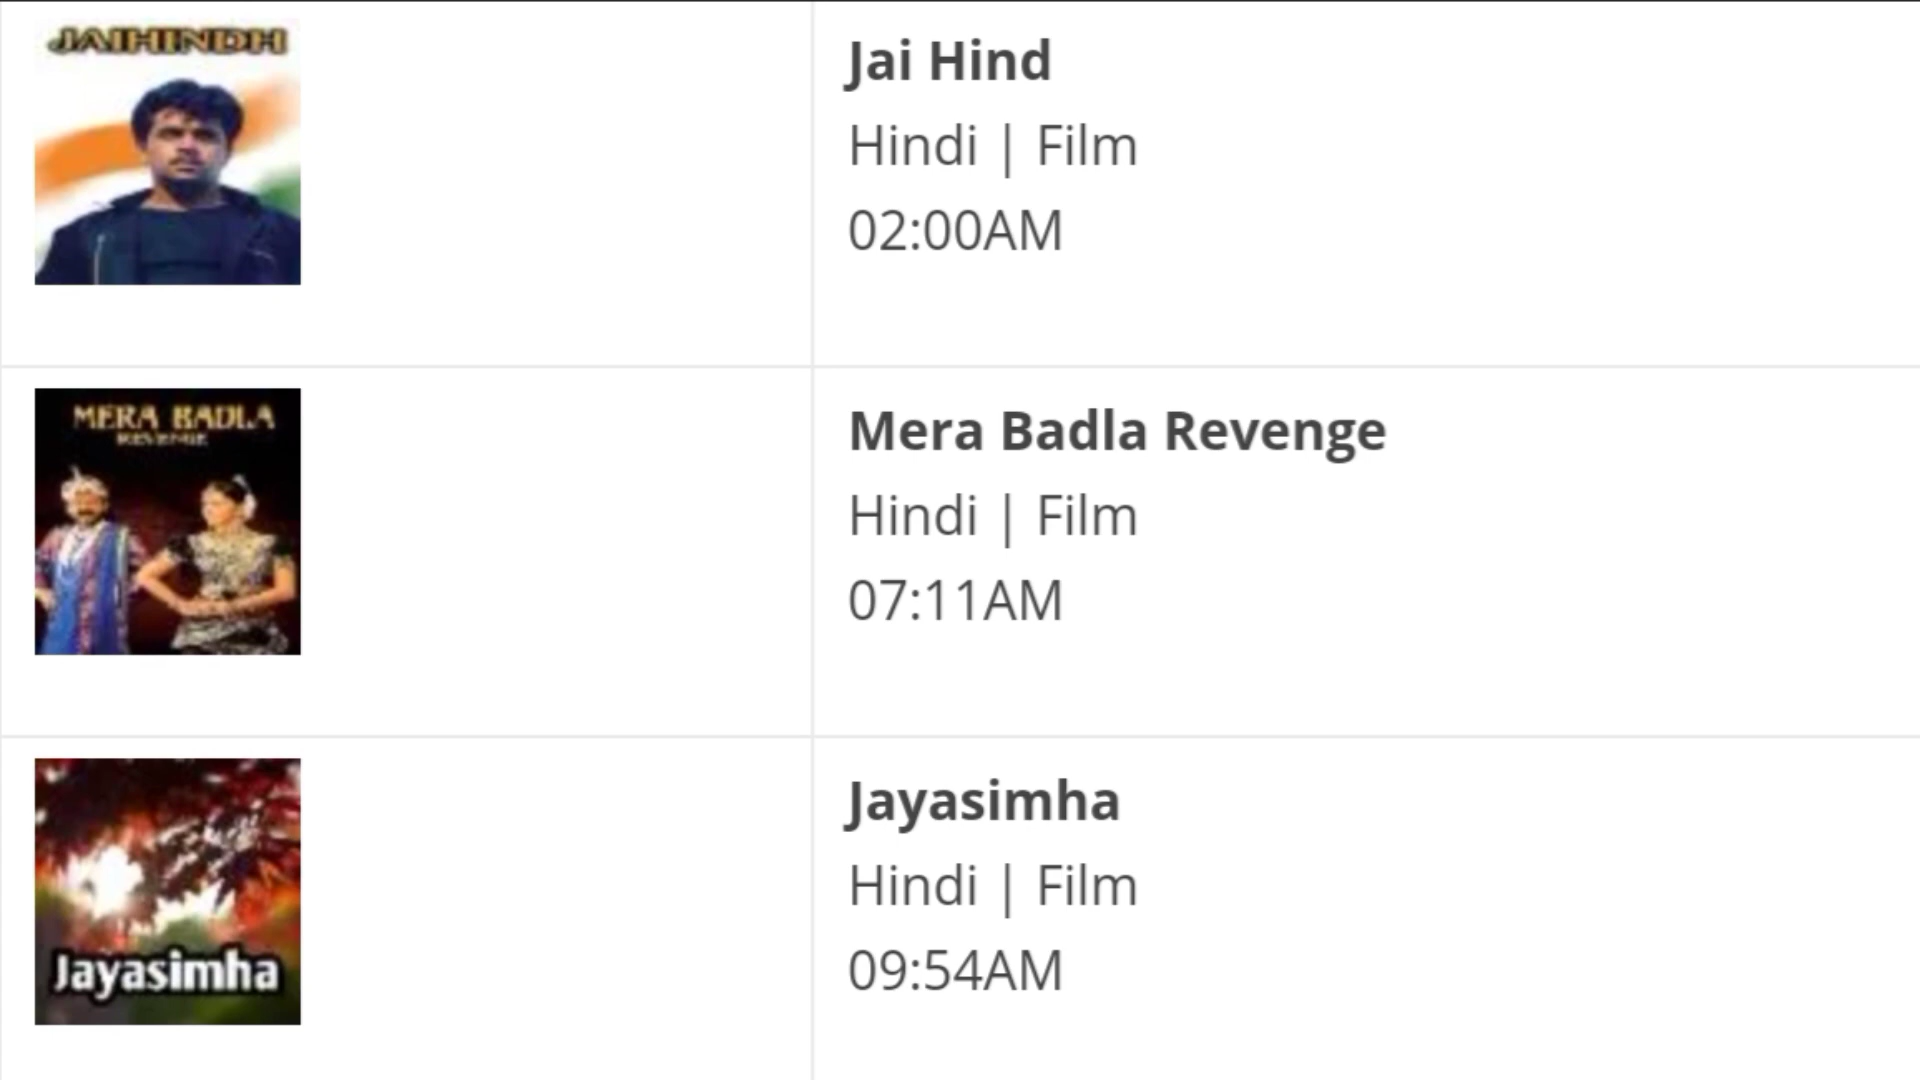 JAIHINDH
Jai Hind
Hindi | Film
02:00AM
MERA BADLA
REVENGE
Mera Badla Revenge
Hindi | Film
07:11AM
Jayasimha
Jayasimha
Hindi | Film
09:54AM